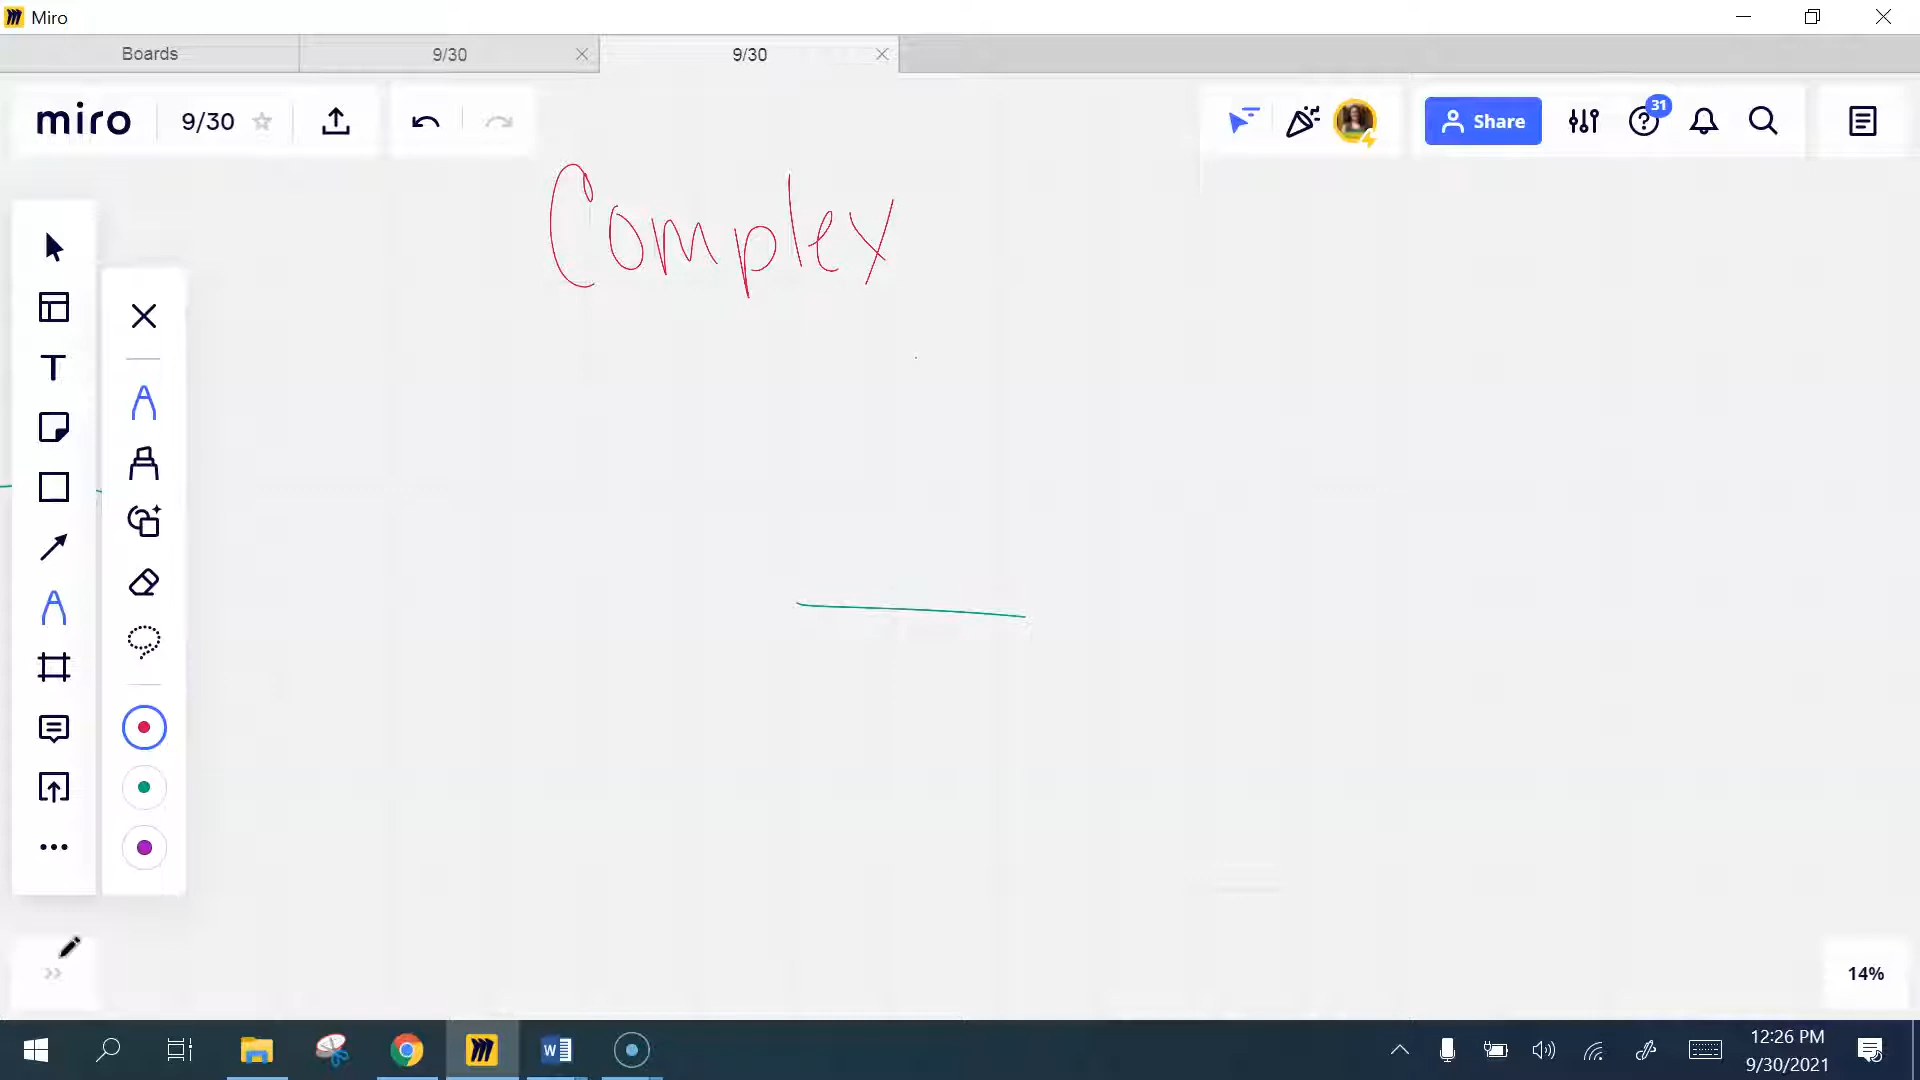 Miro
Boards 9/30 9/30
miro 9/30 Share 31
Complex
T
14%
12:26 PM
9/30/2021